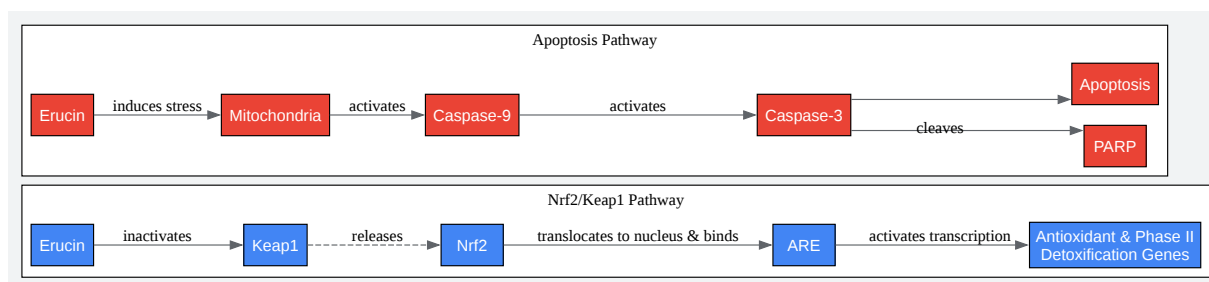 Apoptosis Pathway
Erucin
induces stress
Mitochondria
activates
Caspase-9
activates
Caspase-3
Apoptosis
cleaves
PARP
Nrf2/Keap1 Pathway
Erucin
inactivates
Keap1
releases
Nrf2
translocates to nucleus & binds
ARE
activates transcription
Antioxidant & Phase II
Detoxification Genes